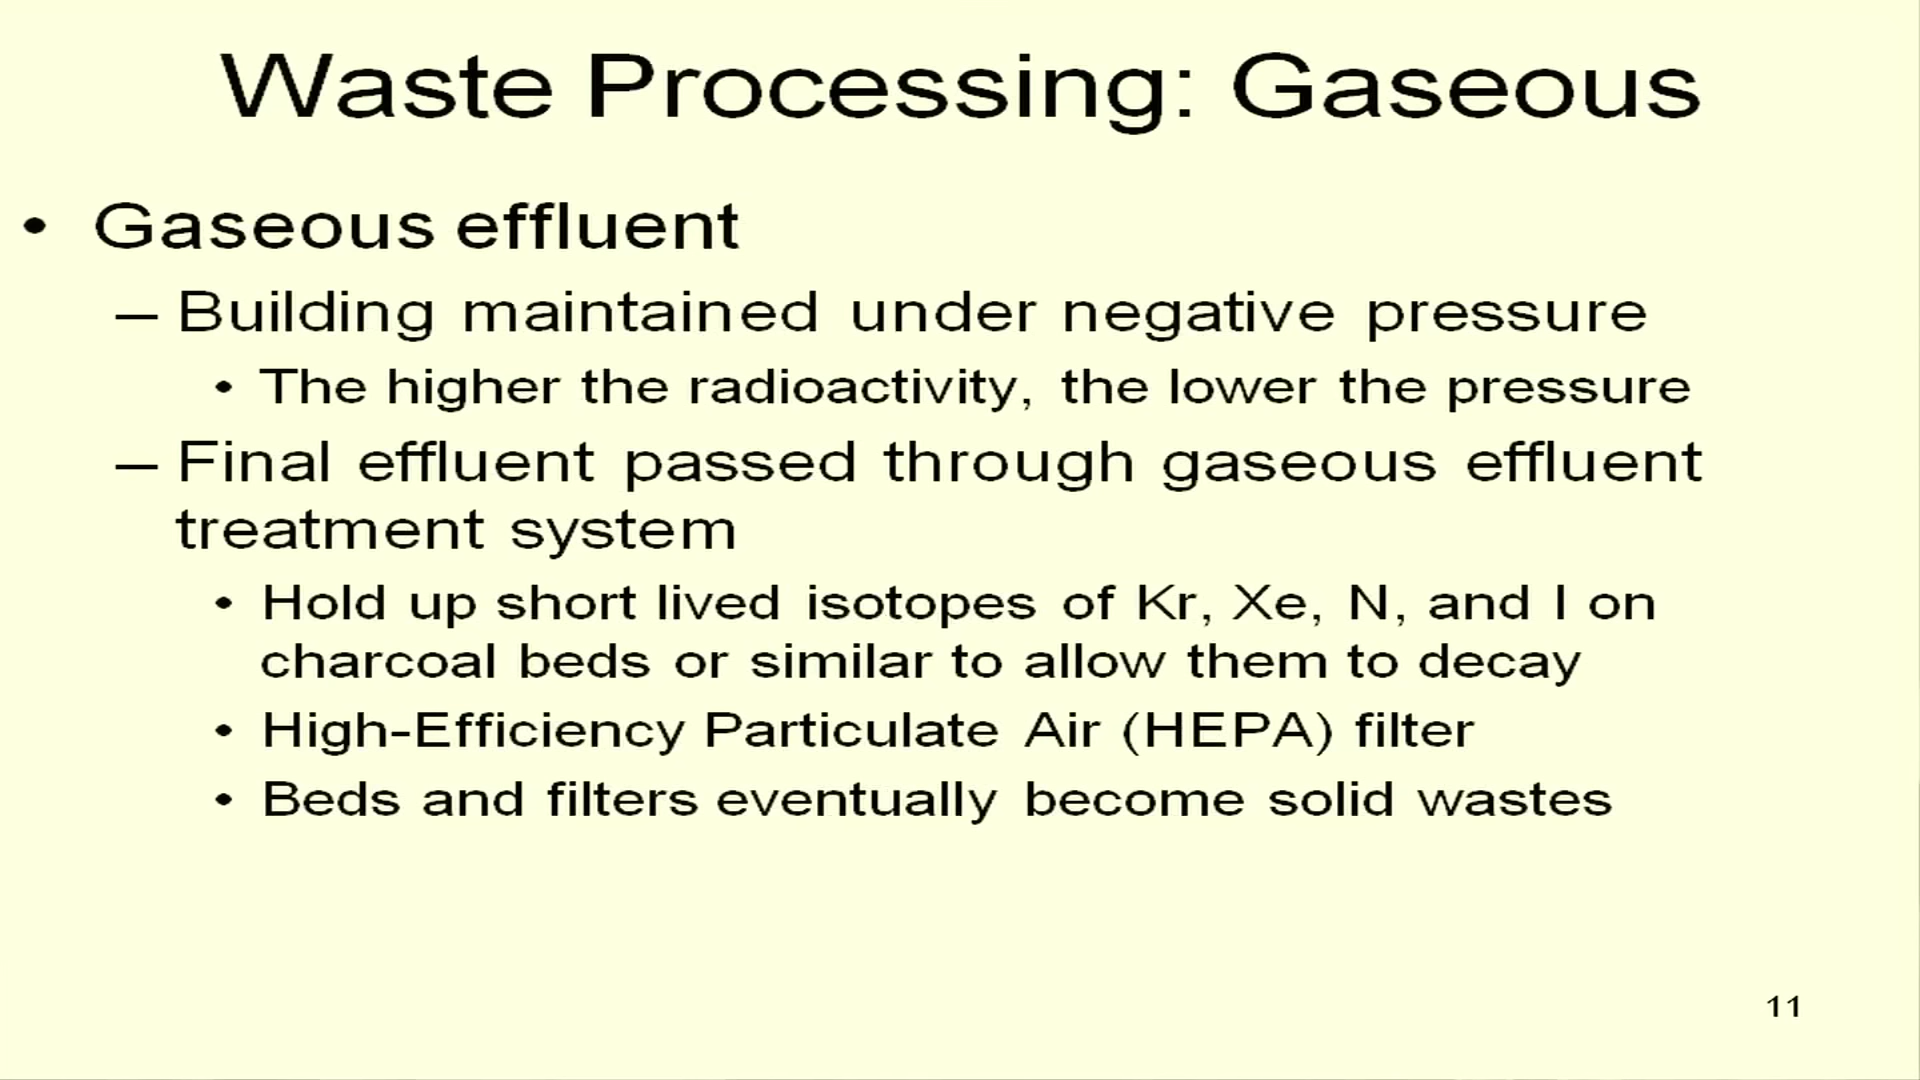 Waste Processing: Gaseous
• Gaseous effluent
– Building maintained under negative pressure
• The higher the radioactivity, the lower the pressure
– Final effluent passed through gaseous effluent
treatment system
• Hold up short lived isotopes of Kr, Xe, N, and I on
charcoal beds or similar to allow them to decay
• High-Efficiency Particulate Air (HEPA) filter
• Beds and filters eventually become solid wastes
11